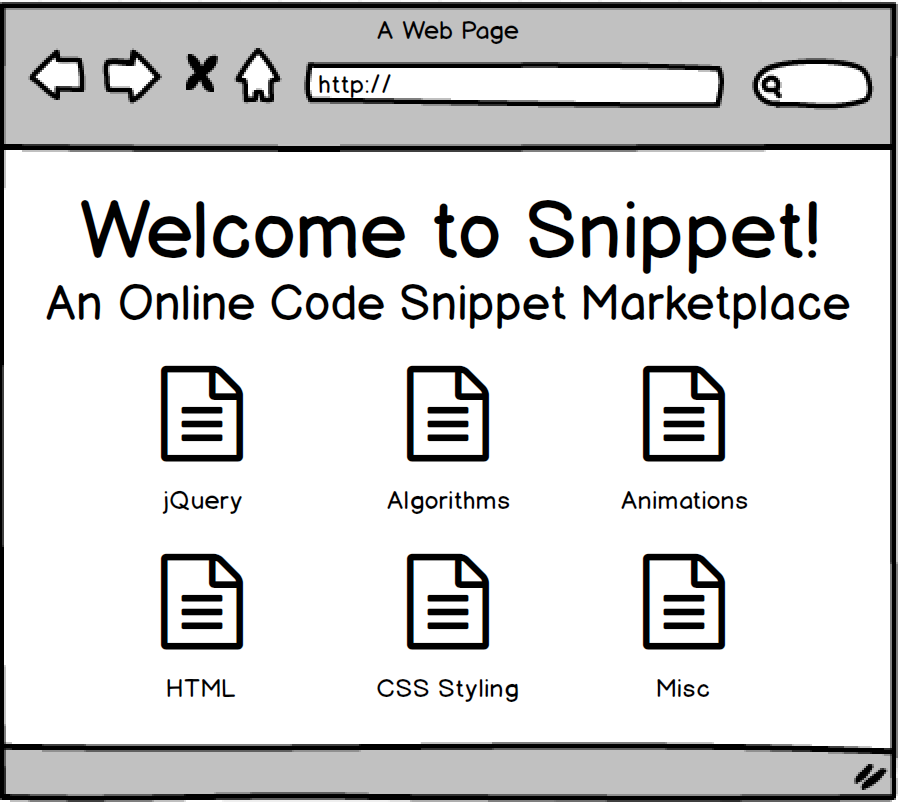 A Web Page
http://
Welcome to Snippet!
An Online Code Snippet Marketplace
jQuery Algorithms Animations
HTML CSS Styling Misc